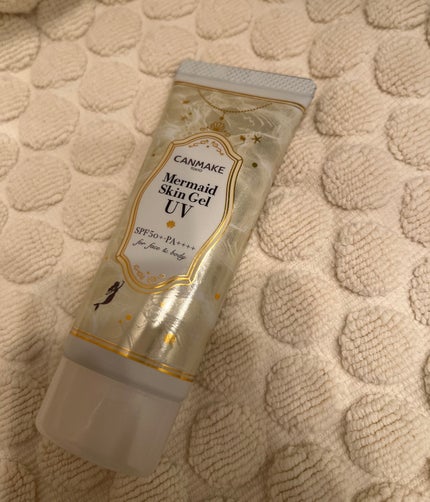 CANMAKE
TOKYO
Mermaid
Skin Gel
UV
SPF50+・PA++++
for face & body